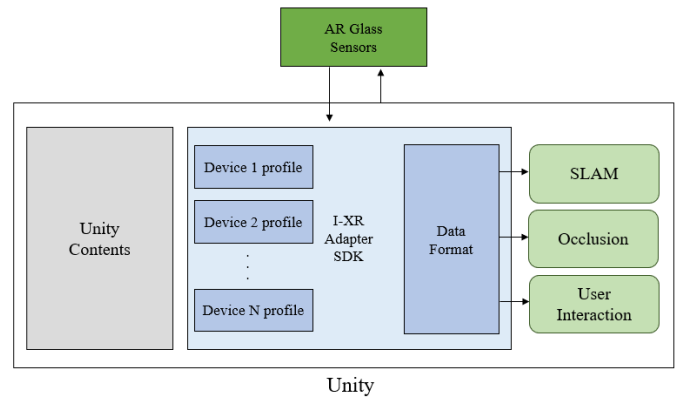 AR Glass
Sensors
Unity
Contents
Device 1 profile
Device 2 profile
Device N profile
I-XR
Adapter
SDK
Data
Format
SLAM
Occlusion
User
Interaction
Unity